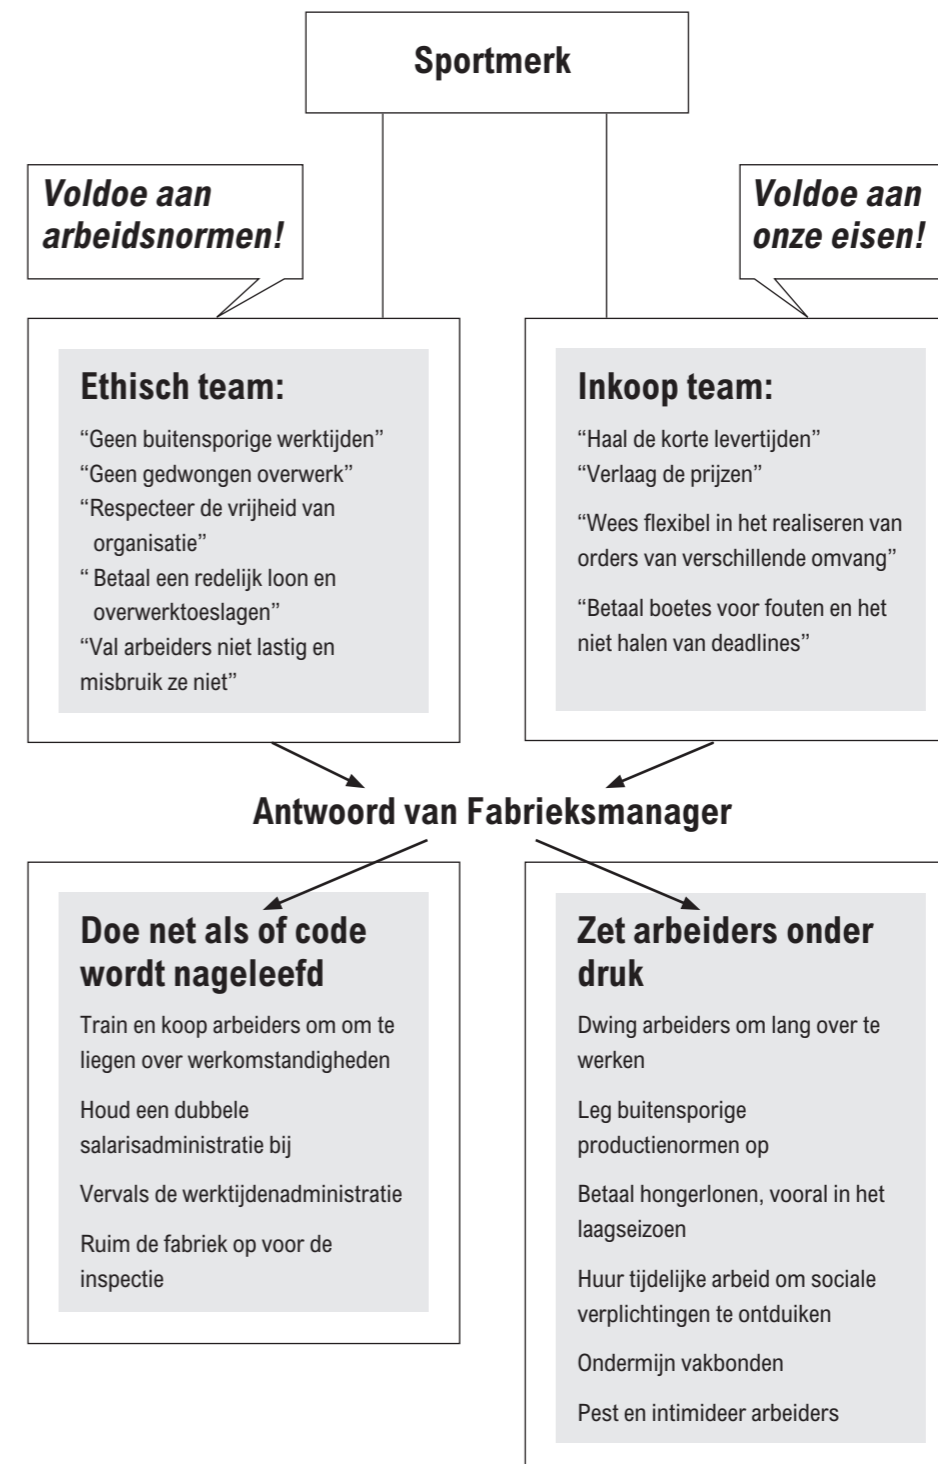 Sportmerk
Voldoe aan
arbeidsnormen!
Voldoe aan
onze eisen!
Ethisch team:
“Geen buitensporige werktijden”
“Geen gedwongen overwerk”
“Respecteer de vrijheid van
organisatie”
“ Betaal een redelijk loon en
overwerktoeslagen”
“Val arbeiders niet lastig en
misbruik ze niet”
Inkoop team:
“Haal de korte levertijden”
“Verlaag de prijzen”
“Wees flexibel in het realiseren van
orders van verschillende omvang”
“Betaal boetes voor fouten en het
niet halen van deadlines”
Antwoord van Fabrieksmanager
Doe net als of code
wordt nageleefd
Train en koop arbeiders om om te
liegen over werkomstandigheden
Houd een dubbele
salarisadministratie bij
Vervals de werktijdenadministratie
Ruim de fabriek op voor de
inspectie
Zet arbeiders onder
druk
Dwing arbeiders om lang over te
werken
Leg buitensporige
productienormen op
Betaal hongerlonen, vooral in het
laagseizoen
Huur tijdelijke arbeid om sociale
verplichtingen te ontduiken
Ondermijn vakbonden
Pest en intimideer arbeiders